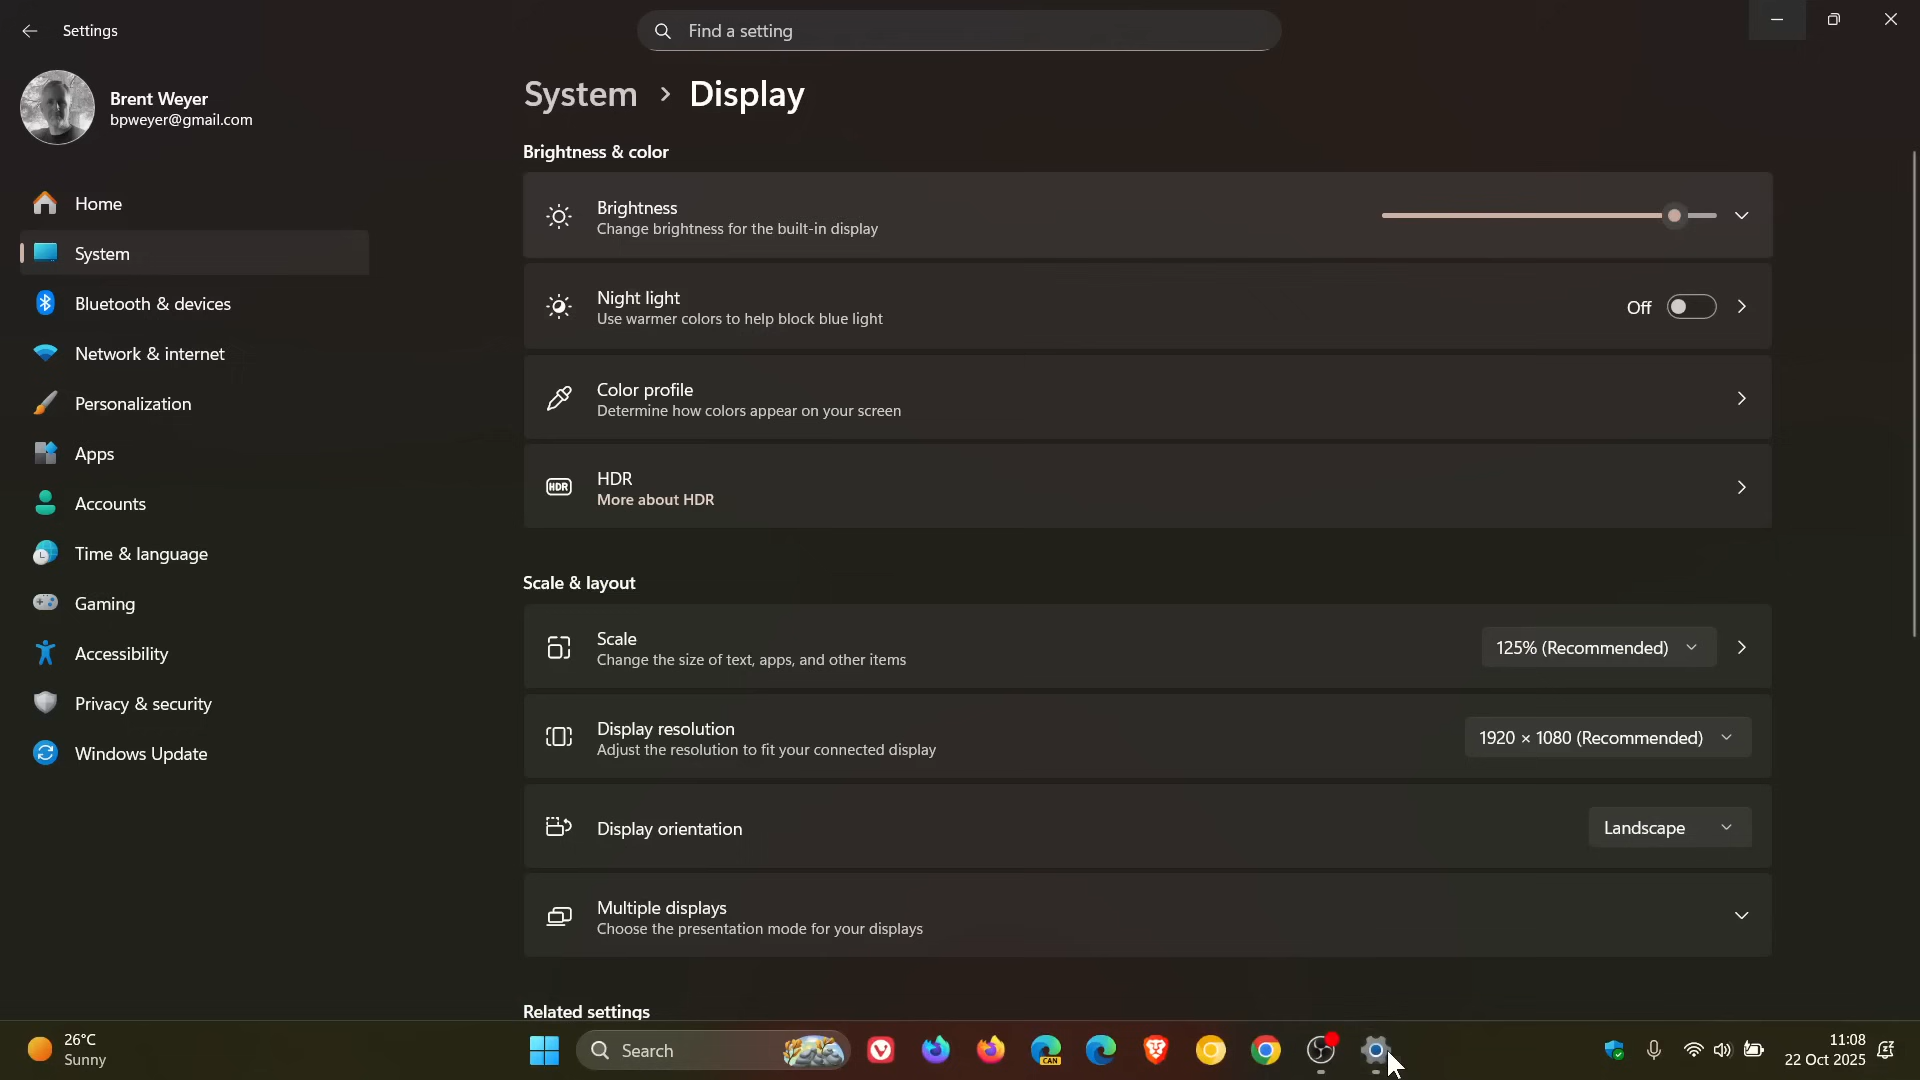 Settings
Find a setting
Brent Weyer
bpweyer@gmail.com
Home
System
Bluetooth & devices
Network & internet
Personalization
Apps
Accounts
Time & language
Gaming
Accessibility
Privacy & security
Windows Update
System > Display
Brightness & color
Brightness
Change brightness for the built-in display
Night light
Use warmer colors to help block blue light
Off
Color profile
Determine how colors appear on your screen
HDR
HDR
More about HDR
Scale & layout
Scale
Change the size of text, apps, and other items
125% (Recommended)
Display resolution
Adjust the resolution to fit your connected display
1920 × 1080 (Recommended)
Display orientation
Landscape
Multiple displays
Choose the presentation mode for your displays
Related settings
26°C
Sunny
Search
CAN
11:08
22 Oct 2025